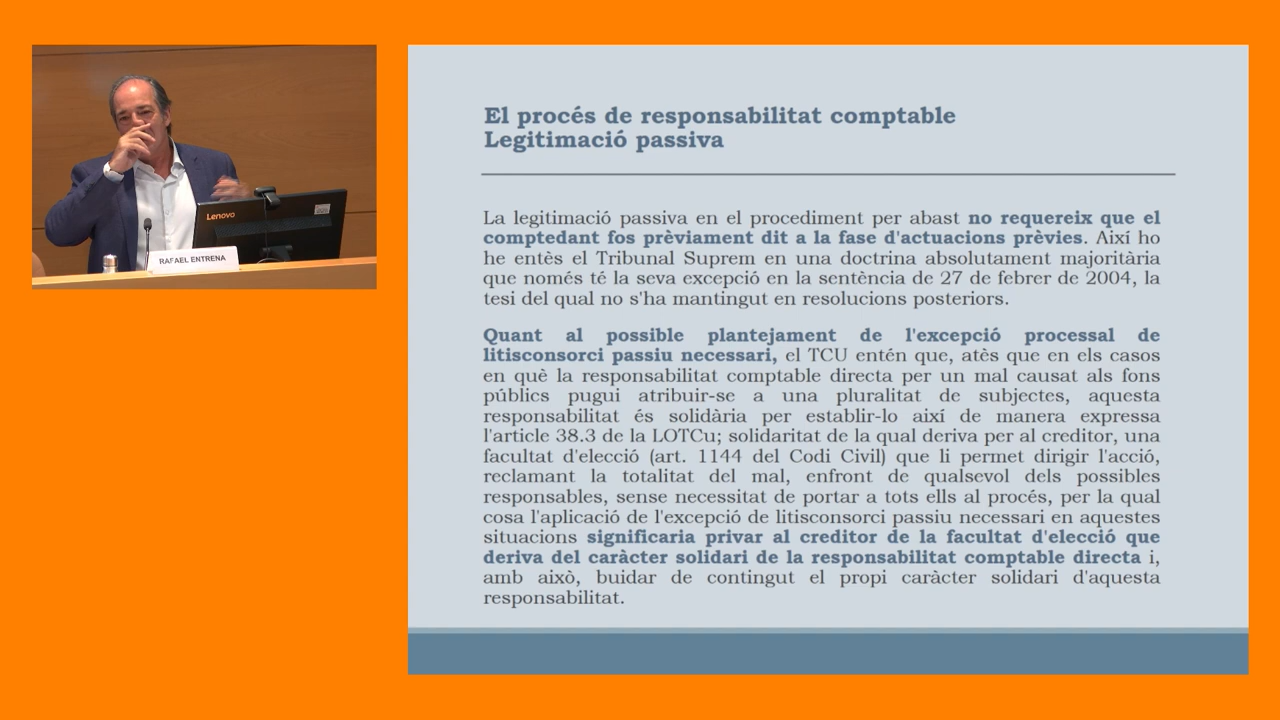 Lenovo
RAFAEL ENTRENA
El procés de responsabilitat comptable
Legitimació passiva
La legitimació passiva en el procediment per abast no requereix que el
comptedant fos prèviament dit a la fase d'actuacions prèvies. Així ho
he entès el Tribunal Suprem en una doctrina absolutament majoritària
que només té la seva excepció en la sentència de 27 de febrer de 2004, la
tesi del qual no s'ha mantingut en resolucions posteriors.
Quant al possible plantejament de l'excepció processal de
litisconsorci passiu necessari, el TCU entén que, atès que en els casos
en què la responsabilitat comptable directa per un mal causat als fons
públics pugui atribuir-se a una pluralitat de subjectes, aquesta
responsabilitat és solidària per establir-lo així de manera expressa
l'article 38.3 de la LOTCu; solidaritat de la qual deriva per al creditor, una
facultat d'elecció (art. 1144 del Codi Civil) que li permet dirigir l'acció,
reclamant la totalitat del mal, enfront de qualsevol dels possibles
responsables, sense necessitat de portar a tots ells al procés, per la qual
cosa l'aplicació de l'excepció de litisconsorci passiu necessari en aquestes
situacions significaria privar al creditor de la facultat d'elecció que
deriva del caràcter solidari de la responsabilitat comptable directa i,
amb això, buidar de contingut el propi caràcter solidari d'aquesta
responsabilitat.